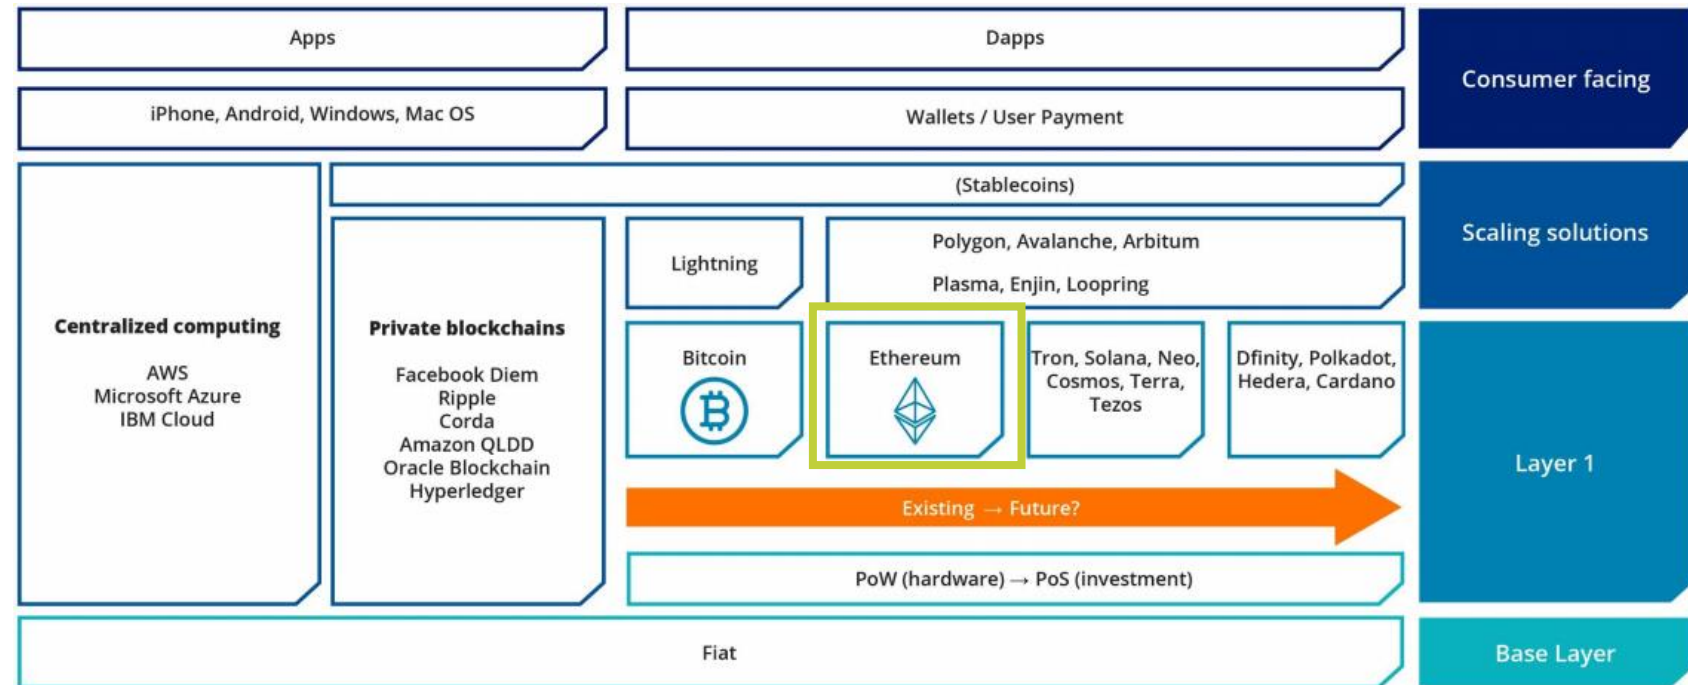 Apps
Dapps
Consumer facing
iPhone, Android, Windows, Mac OS
Wallets / User Payment
(Stablecoins)
Scaling solutions
Lightning
Polygon, Avalanche, Arbitum
Plasma, Enjin, Loopring
Centralized computing
AWS
Microsoft Azure
IBM Cloud
Private blockchains
Facebook Diem
Ripple
Corda
Amazon QLDD
Oracle Blockchain
Hyperledger
Bitcoin
Ethereum
Tron, Solana, Neo,
Cosmos, Terra,
Tezos
Dfinity, Polkadot,
Hedera, Cardano
Layer 1
Existing → Future?
PoW (hardware) → PoS (investment)
Fiat
Base Layer